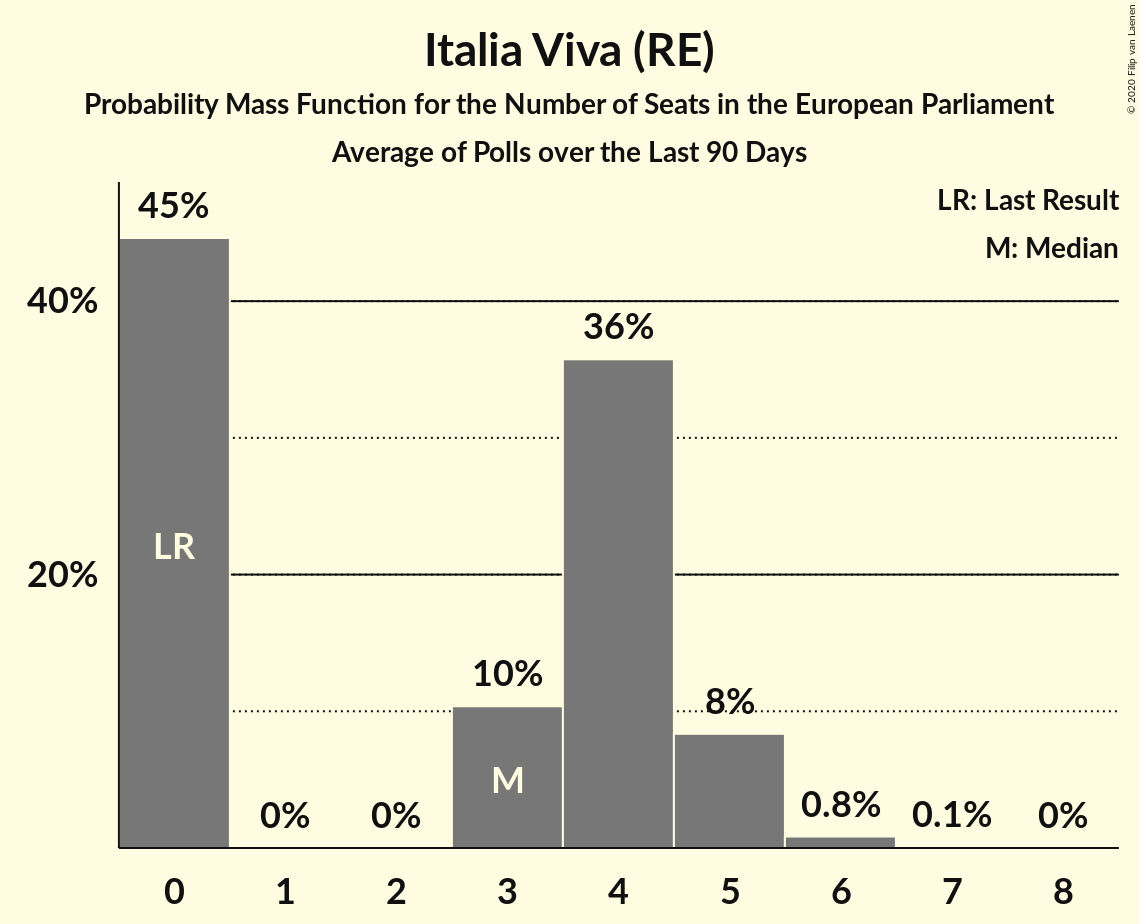 Italia Viva (RE)
Probability Mass Function for the Number of Seats in the European Parliament
Average of Polls over the Last 90 Days
© 2020 Filip van Laenen
LR: Last Result
M: Median
45%
40%
36%
LR
20%
10%
8%
M
0%
0%
0.8%
0.1%
0%
0 1 2 3 4 5 6 7 8